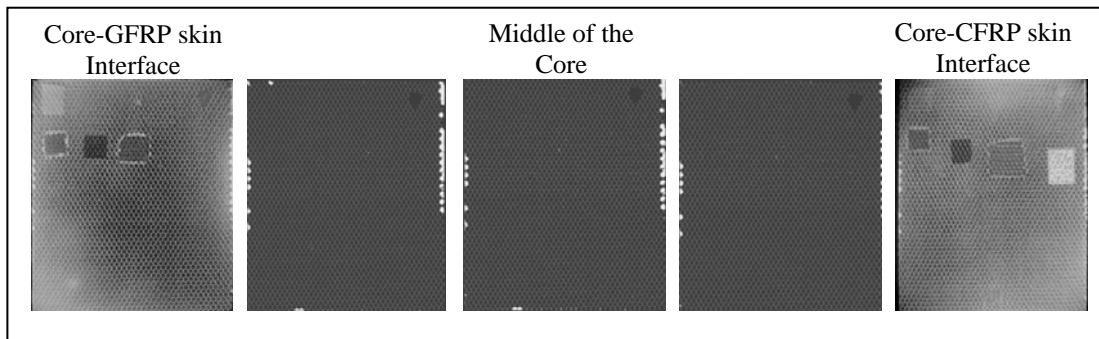 Core-GFRP skin
Interface
Middle of the
Core
Core-CFRP skin
Interface